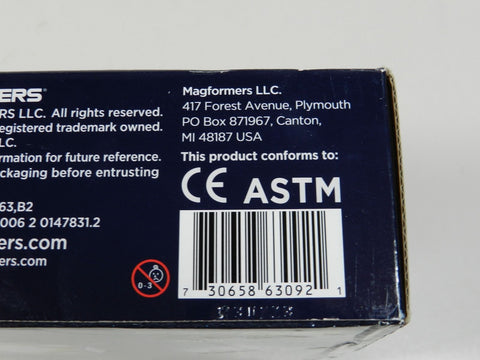 ERS®
ERS LLC. All rights reserved.
egistered trademark owned.
LC.
rmation for future reference.
ckaging before entrusting
63,B2
006 2 0147831.2
ers.com
ers.com
Magformers LLC.
417 Forest Avenue, Plymouth
PO Box 871967, Canton,
MI 48187 USA
This product conforms to:
CE ASTM
0-3
7 30658 63092 1